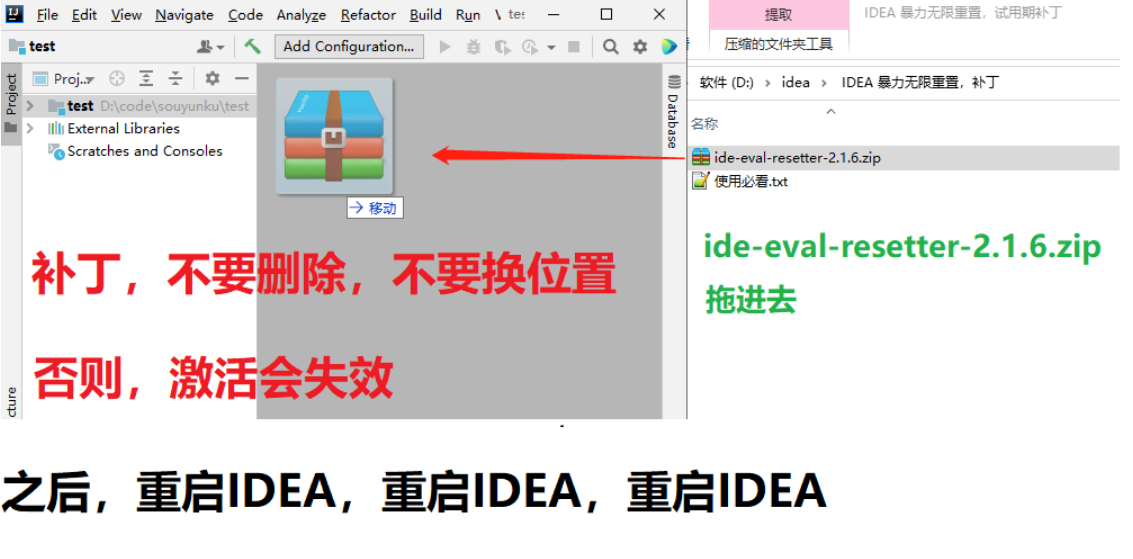 File Edit View Navigate Code Analyze Refactor Build Run
test
Add Configuration...
Project
Proj...
test D:\code\souyunku\test
External Libraries
Scratches and Consoles
Database
移动
补丁，不要删除，不要换位置
否则，激活会失效
提取
IDEA 暴力无限重置，试用期补丁
压缩的文件夹工具
软件 (D:) › idea › IDEA 暴力无限重置，补丁
名称
ide-eval-resetter-2.1.6.zip
使用必看.txt
ide-eval-resetter-2.1.6.zip
拖进去
之后，重启IDEA，重启IDEA，重启IDEA